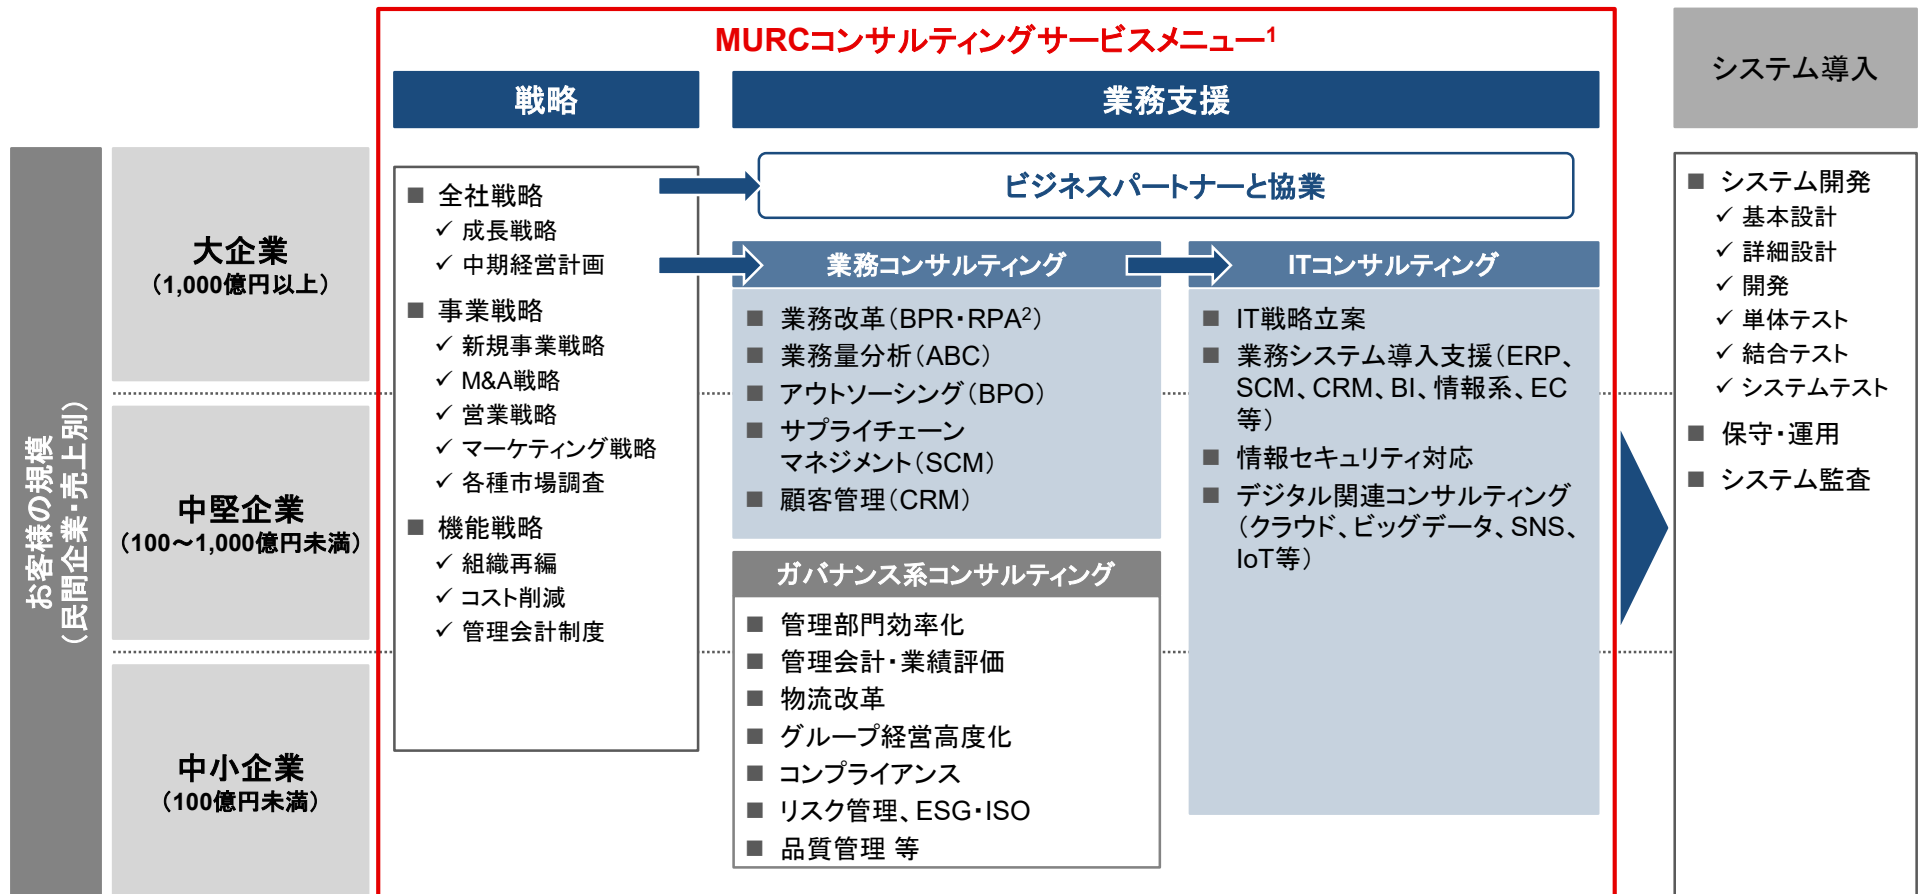 MURCコンサルティングサービスメニュー1
戦略
業務支援
システム導入
お客様の規模
（民間企業・売上別）
大企業
（1,000億円以上）
中堅企業
（100～1,000億円未満）
中小企業
（100億円未満）
■ 全社戦略
✓ 成長戦略
✓ 中期経営計画
■ 事業戦略
✓ 新規事業戦略
✓ M&A戦略
✓ 営業戦略
✓ マーケティング戦略
✓ 各種市場調査
■ 機能戦略
✓ 組織再編
✓ コスト削減
✓ 管理会計制度
ビジネスパートナーと協業
業務コンサルティング
■ 業務改革（BPR・RPA2）
■ 業務量分析（ABC）
■ アウトソーシング（BPO）
■ サプライチェーン
マネジメント（SCM）
■ 顧客管理（CRM）
ガバナンス系コンサルティング
■ 管理部門効率化
■ 管理会計・業績評価
■ 物流改革
■ グループ経営高度化
■ コンプライアンス
■ リスク管理、ESG・ISO
■ 品質管理 等
ITコンサルティング
■ IT戦略立案
■ 業務システム導入支援（ERP、
SCM、CRM、BI、情報系、EC
等）
■ 情報セキュリティ対応
■ デジタル関連コンサルティング
（クラウド、ビッグデータ、SNS、
IoT等）
■ システム開発
✓ 基本設計
✓ 詳細設計
✓ 開発
✓ 単体テスト
✓ 結合テスト
✓ システムテスト
■ 保守・運用
■ システム監査